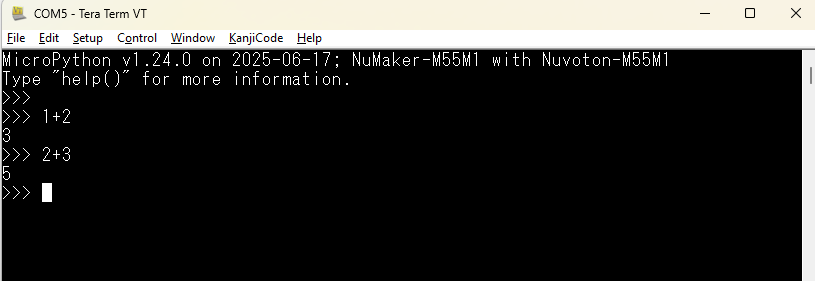 COM5 - Tera Term VT
File Edit Setup Control Window KanjiCode Help
MicroPython v1.24.0 on 2025-06-17; NuMaker-M55M1 with Nuvoton-M55M1
Type "help()" for more information.
>>>
>>> 1+2
3
>>> 2+3
5
>>>